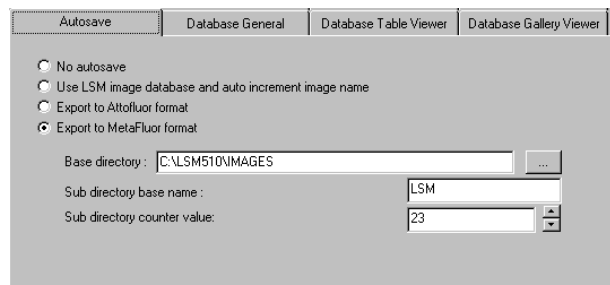 Autosave Database General Database Table Viewer Database Gallery Viewer
No autosave
Use LSM image database and auto increment image name
Export to Attofluor format
Export to MetaFluor format
Base directory : C:\LSM510\IMAGES ...
Sub directory base name : LSM
Sub directory counter value: 23